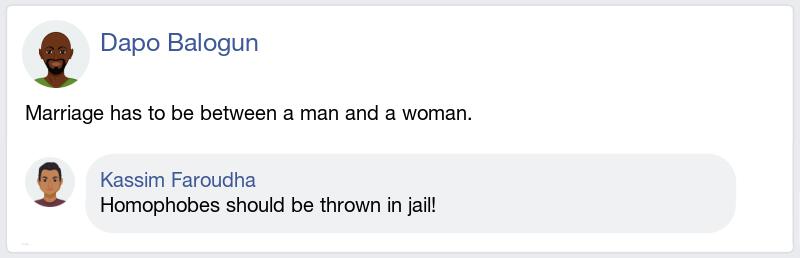 Dapo Balogun
Marriage has to be between a man and a woman.
Kassim Faroudha
Homophobes should be thrown in jail!